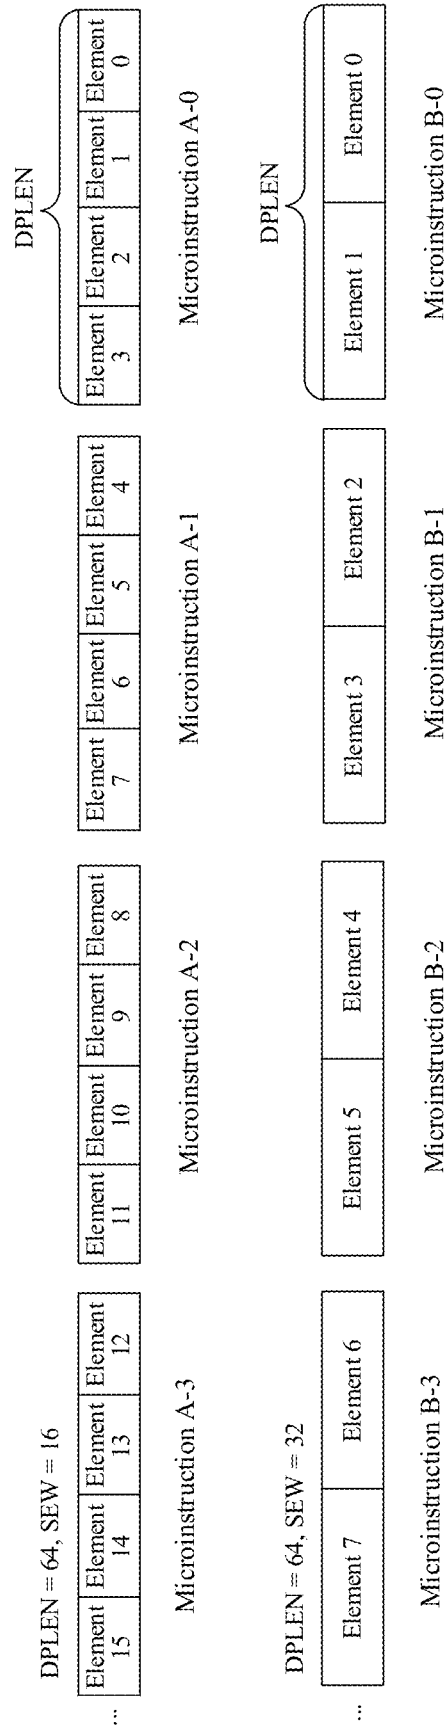 DPLEN = 64, SEW = 16
DPLEN
... Element 15 Element 14 Element 13 Element 12 Element 11 Element 10 Element 9 Element 8 Element 7 Element 6 Element 5 Element 4 Element 3 Element 2 Element 1 Element 0
Microinstruction A-3 Microinstruction A-2 Microinstruction A-1 Microinstruction A-0
DPLEN = 64, SEW = 32
DPLEN
... Element 7 Element 6 Element 5 Element 4 Element 3 Element 2 Element 1 Element 0
Microinstruction B-3 Microinstruction B-2 Microinstruction B-1 Microinstruction B-0